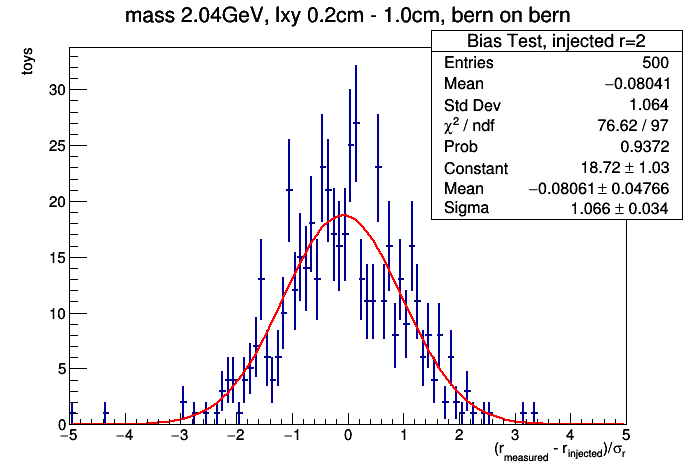 mass 2.04GeV, lxy 0.2cm - 1.0cm, bern on bern
Bias Test, injected r=2
Entries 500
Mean −0.08041
Std Dev 1.064
χ² / ndf 76.62 / 97
Prob 0.9372
Constant 18.72 ± 1.03
Mean −0.08061 ± 0.04766
Sigma 1.066 ± 0.034
toys
30
25
20
15
10
5
0
−5 −4 −3 −2 −1 0 1 2 3 4 5
(r_measured - r_injected)/σ_r